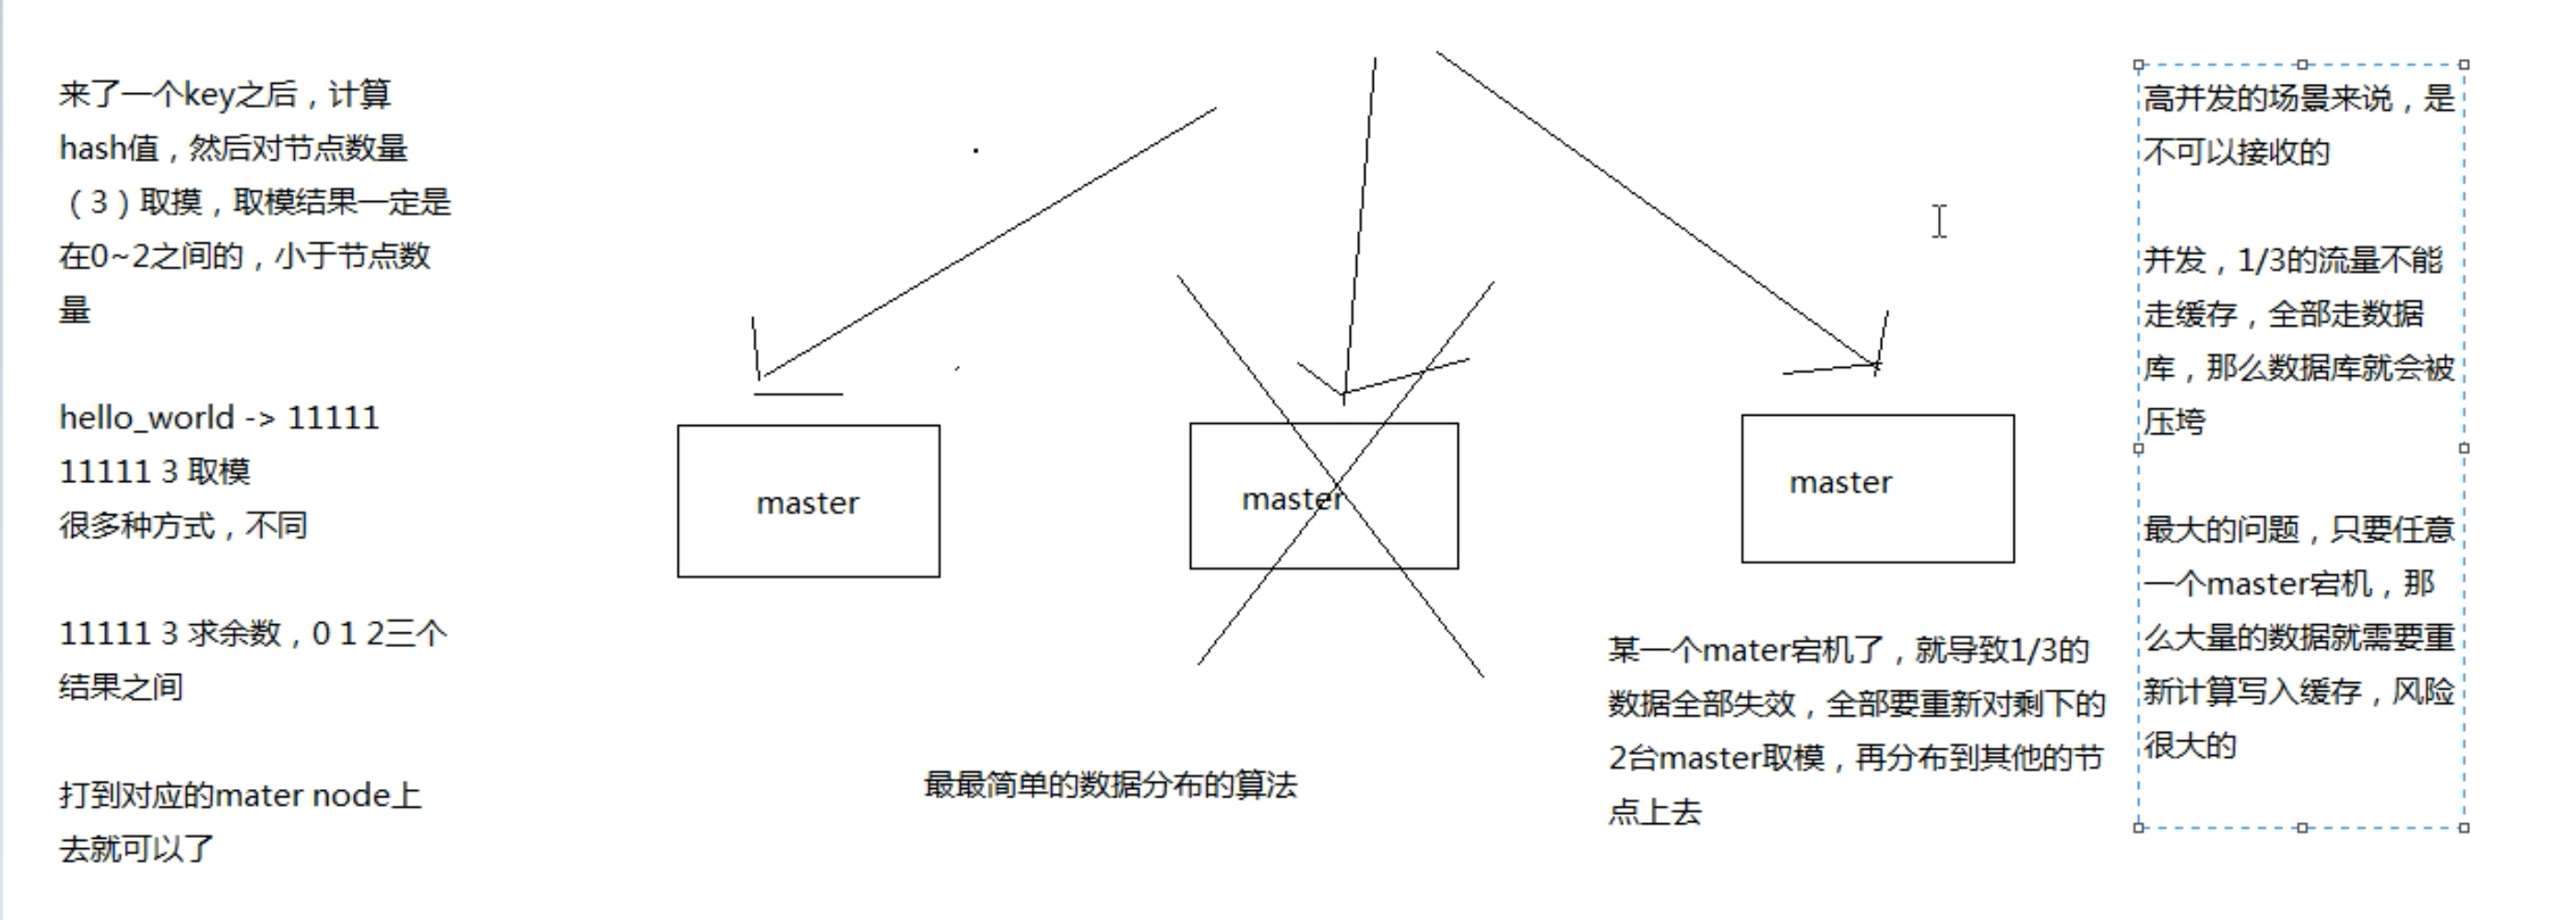 来了一个key之后，计算
hash值，然后对节点数量
（3）取摸，取模结果一定是
在0~2之间的，小于节点数
量
hello_world -> 11111
11111 3 取模
很多种方式，不同
11111 3 求余数，0 1 2三个
结果之间
打到对应的mater node上
去就可以了
master
master
master
最最简单的数据分布的算法
某一个mater宕机了，就导致1/3的
数据全部失效，全部要重新对剩下的
2台master取模，再分布到其他的节
点上去
高并发的场景来说，是
不可以接收的
并发，1/3的流量不能
走缓存，全部走数据
库，那么数据库就会被
压垮
最大的问题，只要任意
一个master宕机，那
么大量的数据就需要重
新计算写入缓存，风险
很大的